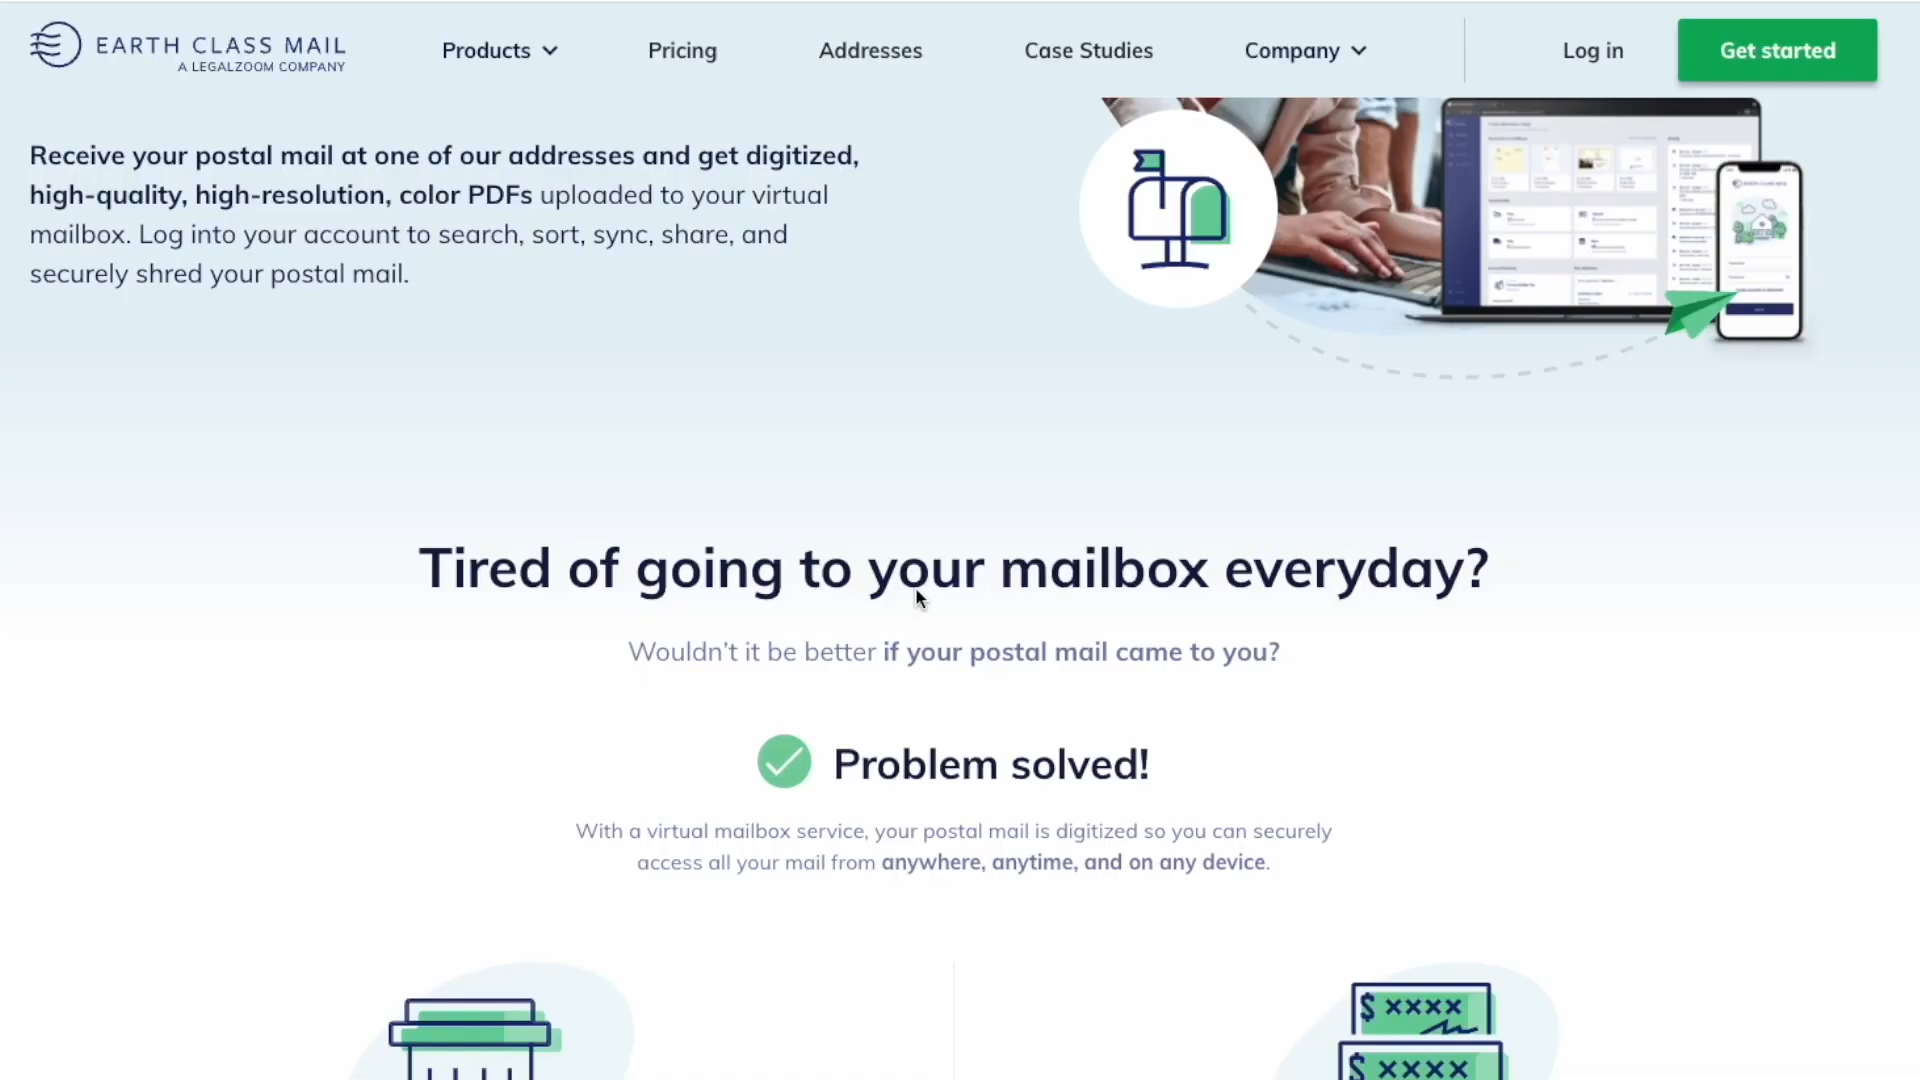 EARTH CLASS MAIL
A LEGALZOOM COMPANY
Products
Pricing
Addresses
Case Studies
Company
Log in
Get started
Receive your postal mail at one of our addresses and get digitized,
high-quality, high-resolution, color PDFs uploaded to your virtual
mailbox. Log into your account to search, sort, sync, share, and
securely shred your postal mail.
Tired of going to your mailbox everyday?
Wouldn't it be better if your postal mail came to you?
Problem solved!
With a virtual mailbox service, your postal mail is digitized so you can securely
access all your mail from anywhere, anytime, and on any device.
$ XXXX
$ XXXX